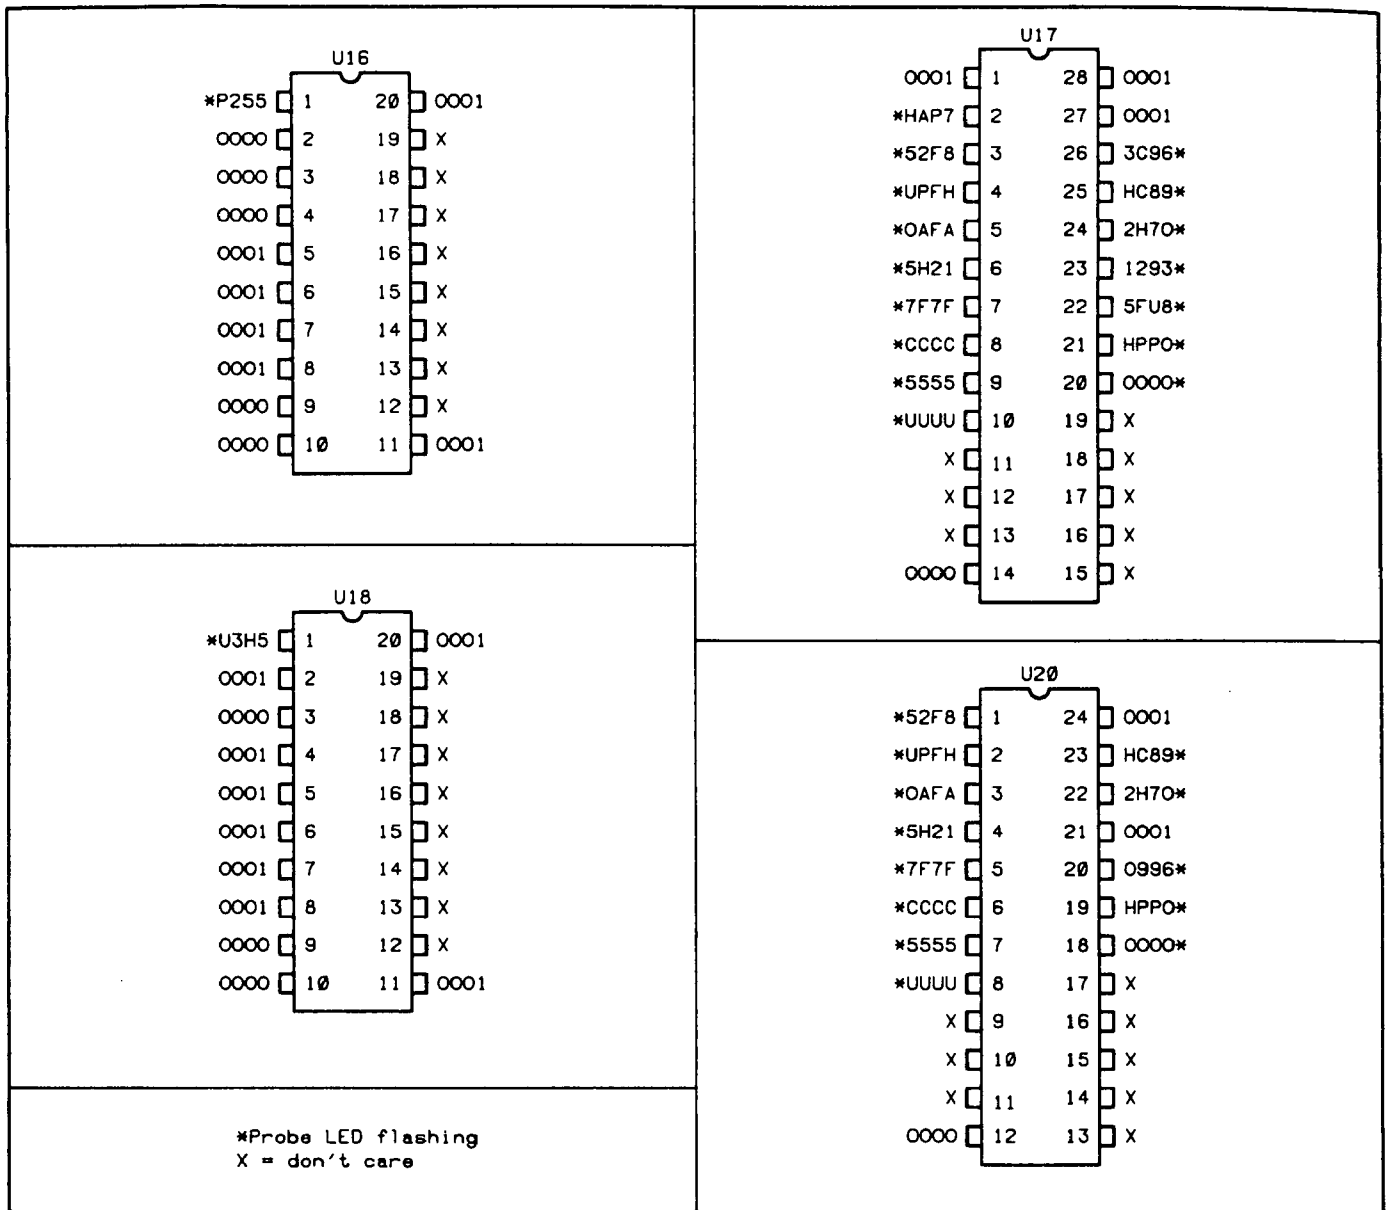 U16
*P255 1 20 0001
0000 2 19 X
0000 3 18 X
0000 4 17 X
0001 5 16 X
0001 6 15 X
0001 7 14 X
0001 8 13 X
0000 9 12 X
0000 10 11 0001
U17
0001 1 28 0001
*HAP7 2 27 0001
*52F8 3 26 3C96*
*UPFH 4 25 HC89*
*0AFA 5 24 2H70*
*5H21 6 23 1293*
*7F7F 7 22 5FU8*
*CCCC 8 21 HPP0*
*5555 9 20 0000*
*UUUU 10 19 X
X 11 18 X
X 12 17 X
X 13 16 X
0000 14 15 X
U18
*U3H5 1 20 0001
0001 2 19 X
0000 3 18 X
0001 4 17 X
0001 5 16 X
0001 6 15 X
0001 7 14 X
0001 8 13 X
0000 9 12 X
0000 10 11 0001
U20
*52F8 1 24 0001
*UPFH 2 23 HC89*
*0AFA 3 22 2H70*
*5H21 4 21 0001
*7F7F 5 20 0996*
*CCCC 6 19 HPP0*
*5555 7 18 0000*
*UUUU 8 17 X
X 9 16 X
X 10 15 X
X 11 14 X
0000 12 13 X
*Probe LED flashing
X = don't care